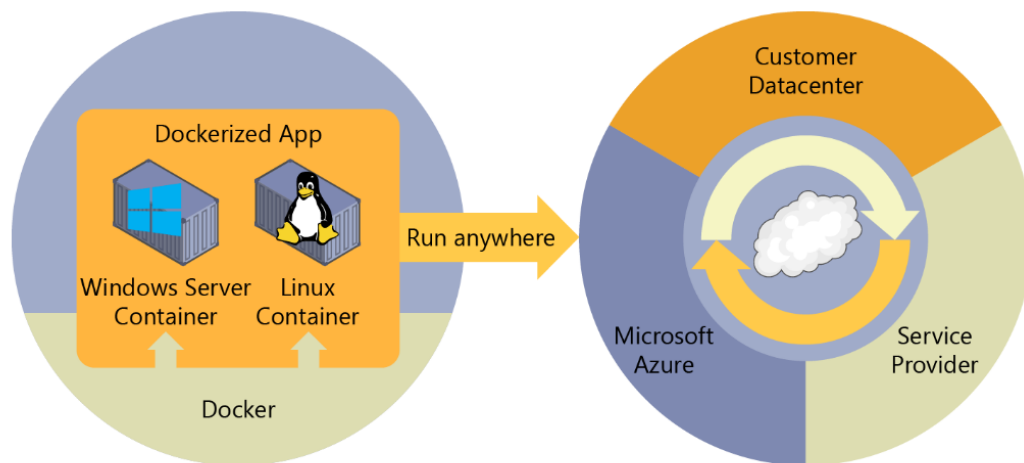 Dockerized App
Windows Server
Container
Linux
Container
Docker
Run anywhere
Customer
Datacenter
Microsoft
Azure
Service
Provider